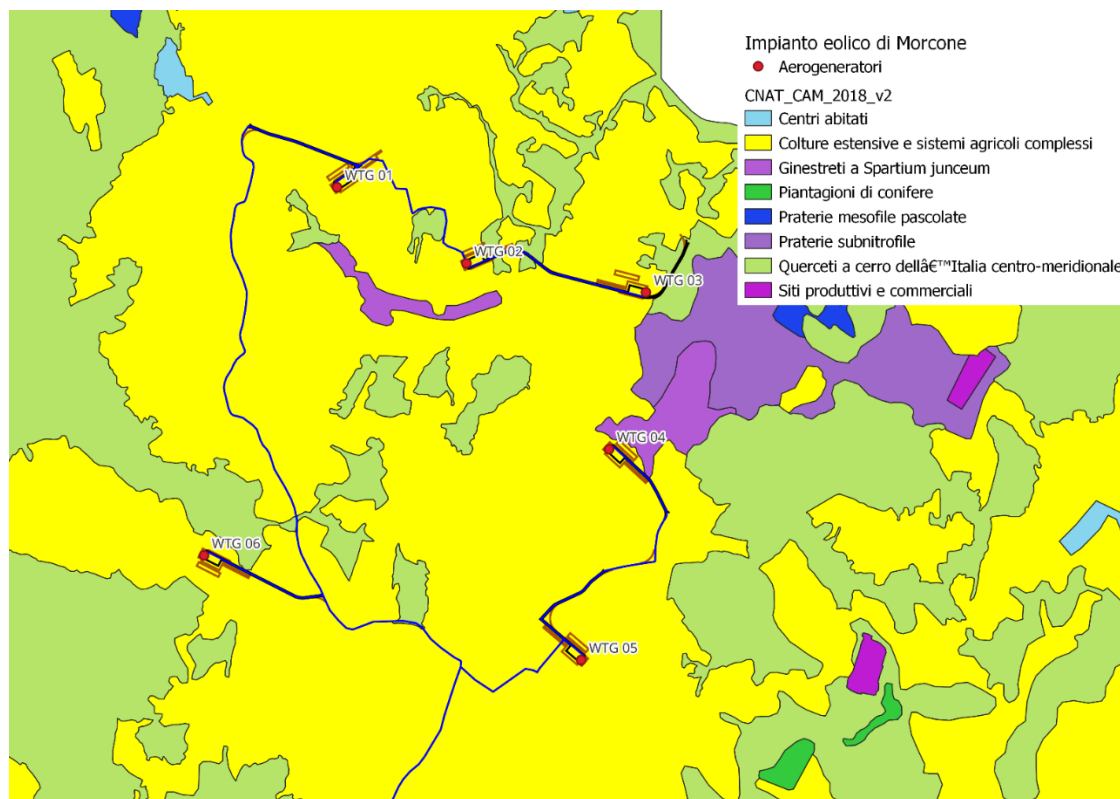 Impianto eolico di Morcone
Aerogeneratori
CNAT_CAM_2018_v2
Centri abitati
Colture estensive e sistemi agricoli complessi
Ginestreti a Spartium junceum
Piantagioni di conifere
Praterie mesofile pascolate
Praterie subnitrofile
Querceti a cerro dellâ€™Italia centro-meridionale
Siti produttivi e commerciali
WTG 01
WTG 02
WTG 03
WTG 04
WTG 06
WTG 05